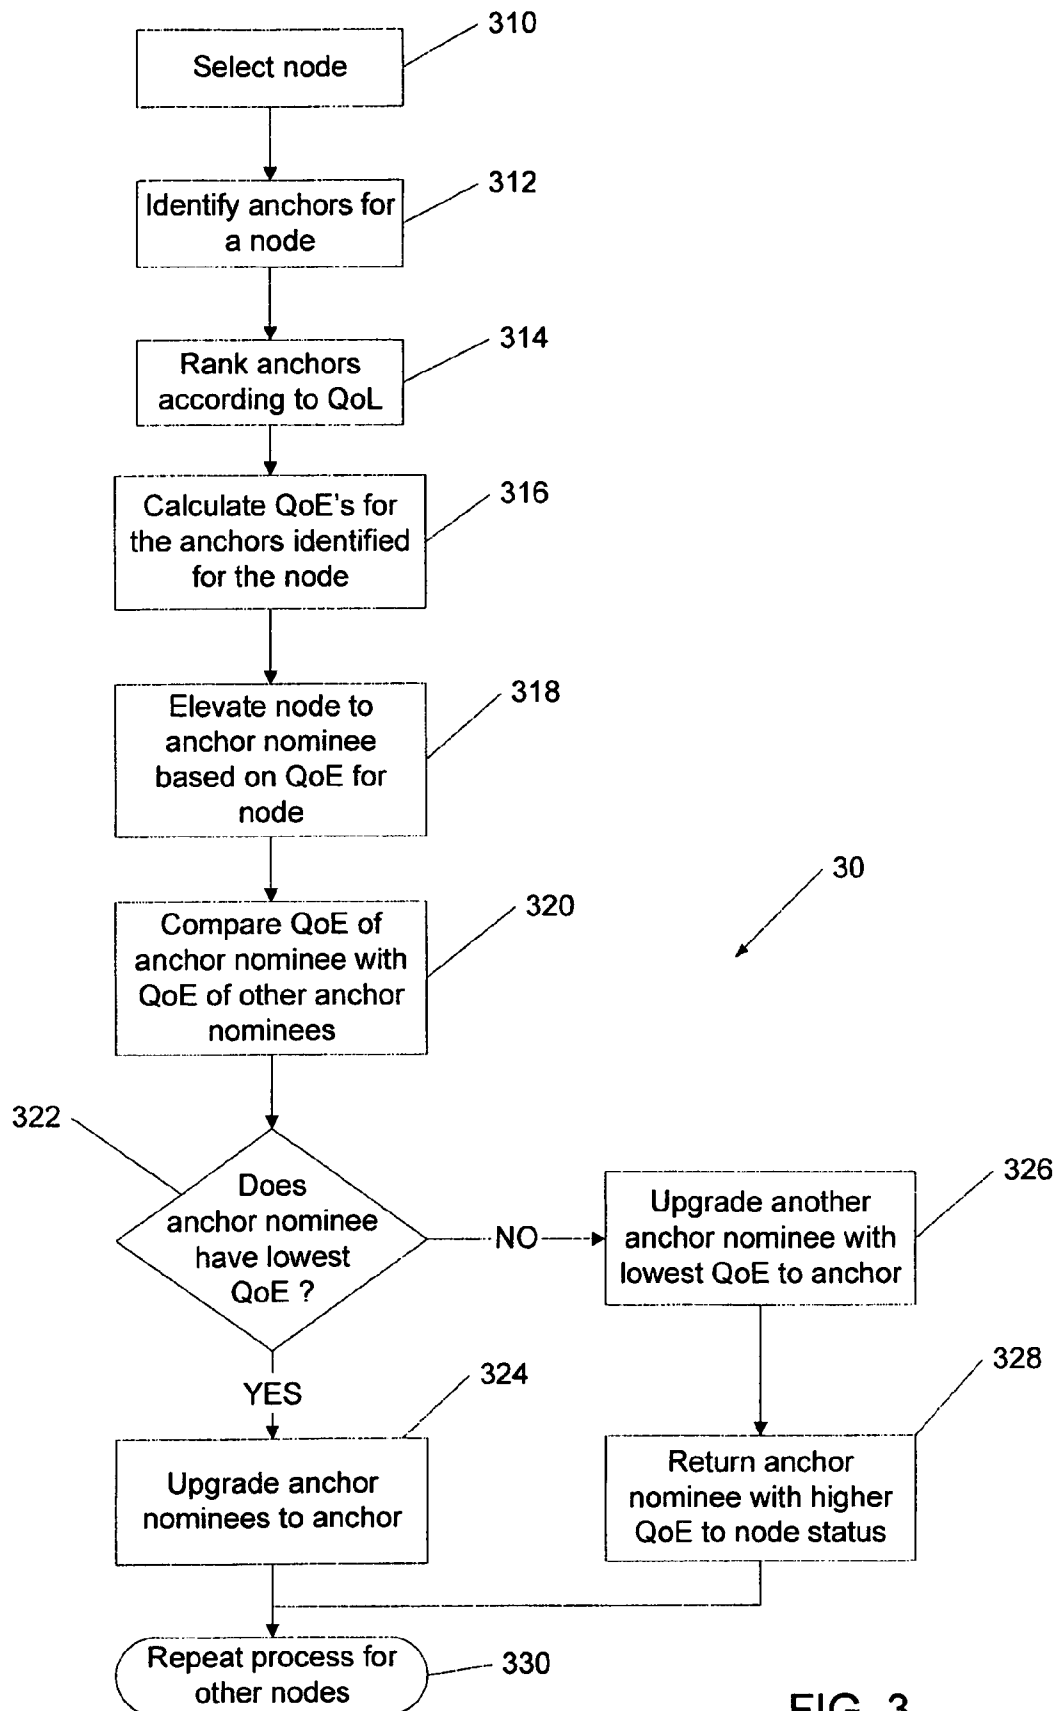 310
Select node
312
Identify anchors for
a node
314
Rank anchors
according to QoL
316
Calculate QoE's for
the anchors identified
for the node
318
Elevate node to
anchor nominee
based on QoE for
node
30
320
Compare QoE of
anchor nominee with
QoE of other anchor
nominees
322
Does
anchor nominee
have lowest
QoE ?
NO
326
Upgrade another
anchor nominee with
lowest QoE to anchor
YES
324
Upgrade anchor
nominees to anchor
328
Return anchor
nominee with higher
QoE to node status
Repeat process for
other nodes
330
FIG. 3